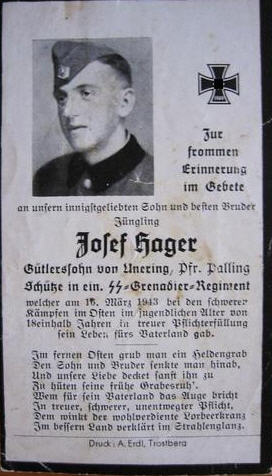 Zur
frommen
Erinnerung
im Gebete
an unsern innigstgeliebten Sohn und besten Bruder
Jüngling
Josef Hager
Gütlerssohn von Unering, Pfr. Palling
Schütze in ein. ᛋᛋ-Grenadier-Regiment
welcher am 16. März 1943 bei den schweren
Kämpfen im Osten im jugendlichen Alter von
18einhalb Jahren in treuer Pflichterfüllung
sein Leben fürs Vaterland gab.
Im fernen Osten grub man ein Heldengrab
Den Sohn und Bruder senkte man hinab,
Und unsre Liebe decket sanft ihn zu
Zu hüten seine frühe Grabesruh'.
Wem für sein Vaterland das Auge bricht
In treuer, schwerer, unentwegter Pflicht,
Dem winkt der wohlverdiente Lorbeerkranz
Im bessern Land verklärt im Strahlenglanz.
Druck: A. Erdl, Trostberg